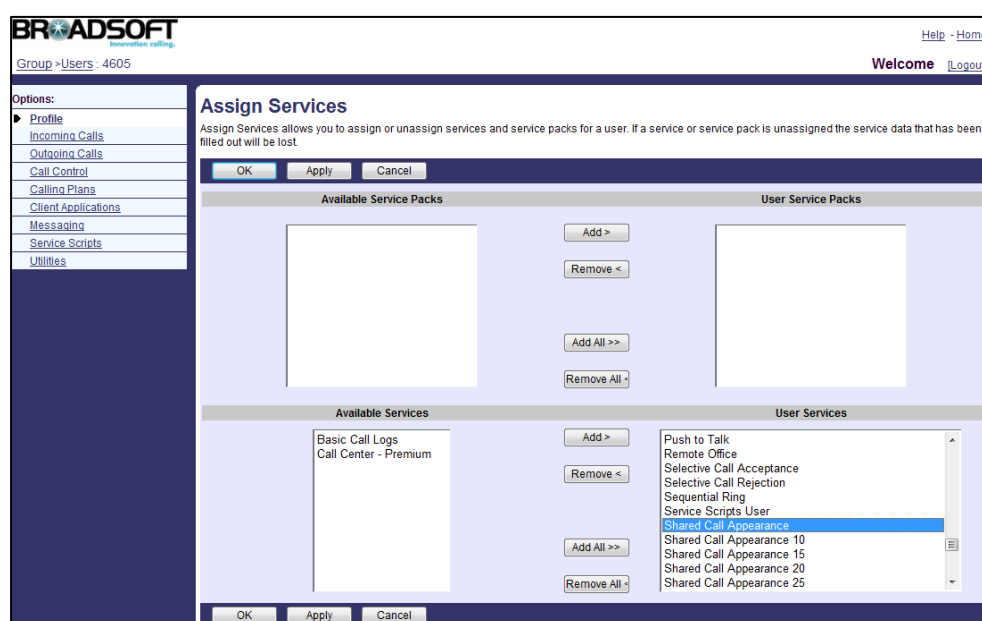 BROADSOFT
Innovation calling.
Help - Home
Group >Users : 4605
Welcome [Logout
Options:
Profile
Incoming Calls
Outgoing Calls
Call Control
Calling Plans
Client Applications
Messaging
Service Scripts
Utilities
Assign Services
Assign Services allows you to assign or unassign services and service packs for a user. If a service or service pack is unassigned the service data that has been
filled out will be lost.
OK Apply Cancel
Available Service Packs User Service Packs
Add >
Remove <
Add All >>
Remove All <
Available Services User Services
Basic Call Logs
Call Center - Premium
Add >
Remove <
Add All >>
Remove All <
Push to Talk
Remote Office
Selective Call Acceptance
Selective Call Rejection
Sequential Ring
Service Scripts User
Shared Call Appearance
Shared Call Appearance 10
Shared Call Appearance 15
Shared Call Appearance 20
Shared Call Appearance 25
OK Apply Cancel